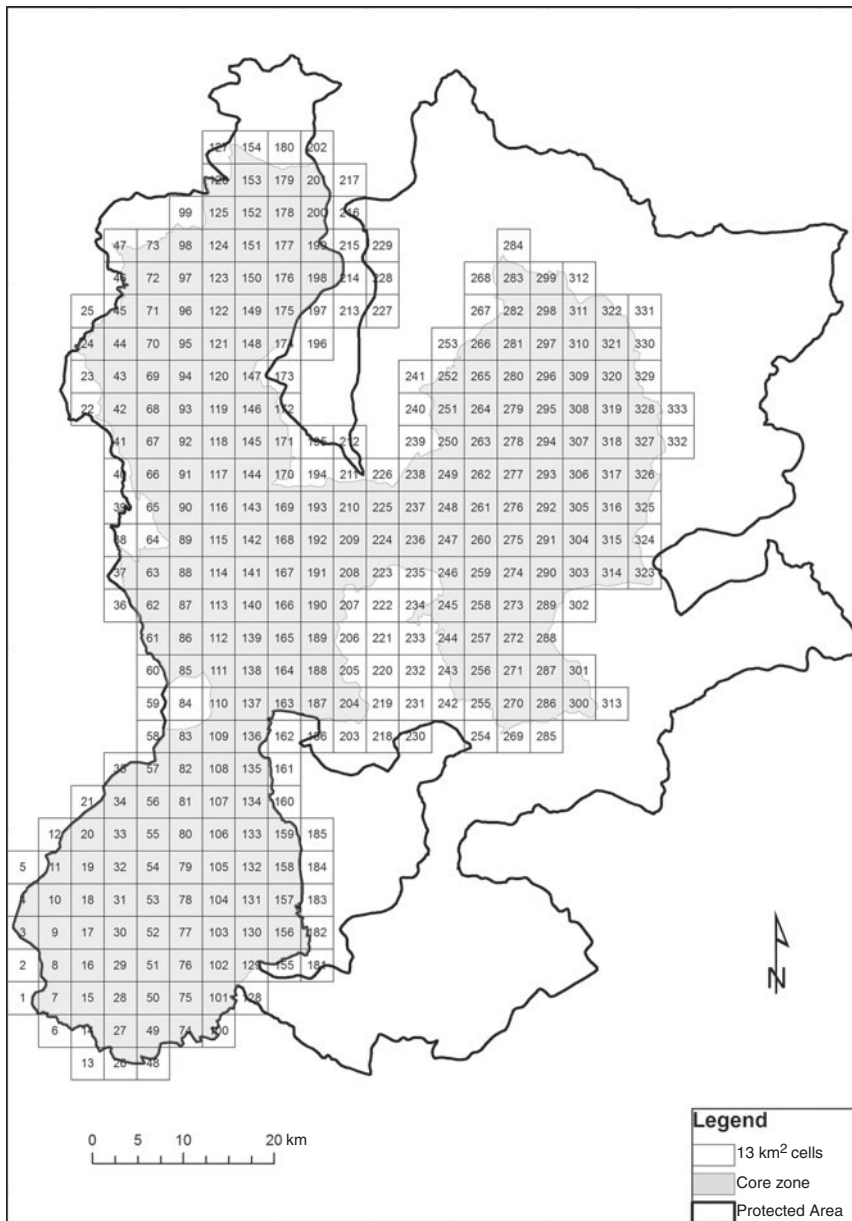 127 154 180 202
126 153 179 201 217
99 125 152 178 200 216
47 73 98 124 151 177 199 215 229 284
46 72 97 123 150 176 198 214 228 268 283 299 312
25 45 71 96 122 149 175 197 213 227 267 282 298 311 322 331
24 44 70 95 121 148 174 196 253 266 281 297 310 321 330
23 43 69 94 120 147 173 241 252 265 280 296 309 320 329
22 42 68 93 119 146 172 240 251 264 279 295 308 319 328 333
41 67 92 118 145 171 195 212 239 250 263 278 294 307 318 327 332
40 66 91 117 144 170 194 211 226 238 249 262 277 293 306 317 326
39 65 90 116 143 169 193 210 225 237 248 261 276 292 305 316 325
38 64 89 115 142 168 192 209 224 236 247 260 275 291 304 315 324
37 63 88 114 141 167 191 208 223 235 246 259 274 290 303 314 323
36 62 87 113 140 166 190 207 222 234 245 258 273 289 302
61 86 112 139 165 189 206 221 233 244 257 272 288
60 85 111 138 164 188 205 220 232 243 256 271 287 301
59 84 110 137 163 187 204 219 231 242 255 270 286 300 313
58 83 109 136 162 186 203 218 230 254 269 285
35 57 82 108 135 161
21 34 56 81 107 134 160
12 20 33 55 80 106 133 159 185
5 11 19 32 54 79 105 132 158 184
4 10 18 31 53 78 104 131 157 183
3 9 17 30 52 77 103 130 156 182
2 8 16 29 51 76 102 129 155 181
1 7 15 28 50 75 101 128
6 14 27 49 74 100
13 26 48
N
0 5 10 20 km
Legend
13 km² cells
Core zone
Protected Area